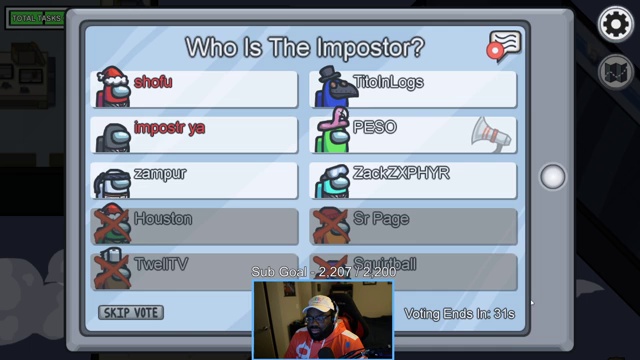 TOTAL TASKS
Who Is The Impostor?
shofu
TitoInLogs
impostr ya
PESO
zampur
ZackZXPHYR
Houston
Sr Page
TwellTV
Squirtball
Sub Goal - 2,207 / 2,200
SKIP VOTE
Voting Ends In: 31s